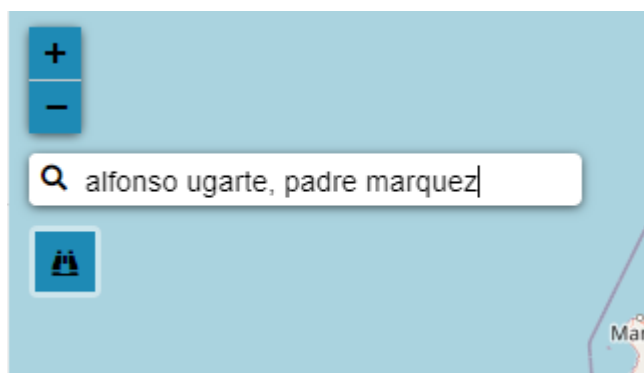 +
−
alfonso ugarte, padre marquez